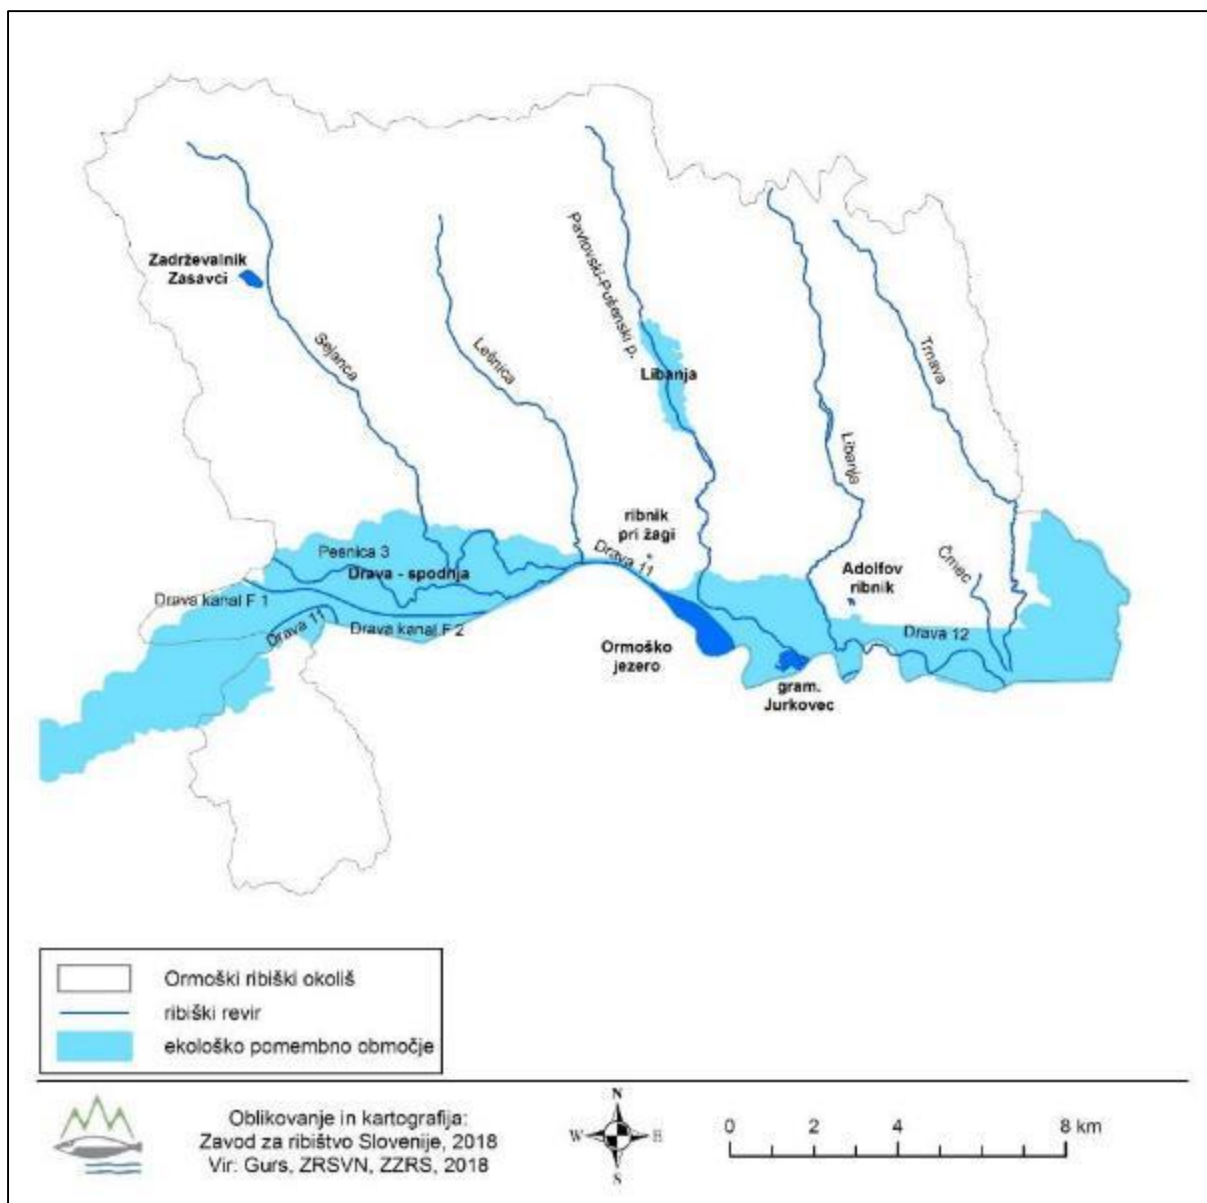 Zadrževalnik
Zasavci
Sejanca
Lešnica
Pavlovski-Pušenski p.
Libanja
Libanja
Trnava
ribnik
pri žagi
Pesnica 3
Drava - spodnja
Drava 11
Črnec
Adolfov
ribnik
Drava kanal F 1
Drava 11
Drava kanal F 2
Drava 12
Ormoško
jezero
gram.
Jurkovec
Ormoški ribiški okoliš
ribiški revir
ekološko pomembno območje
Oblikovanje in kartografija:
Zavod za ribištvo Slovenije, 2018
Vir: Gurs, ZRSVN, ZZRS, 2018
N
W E
S
0 2 4 8 km